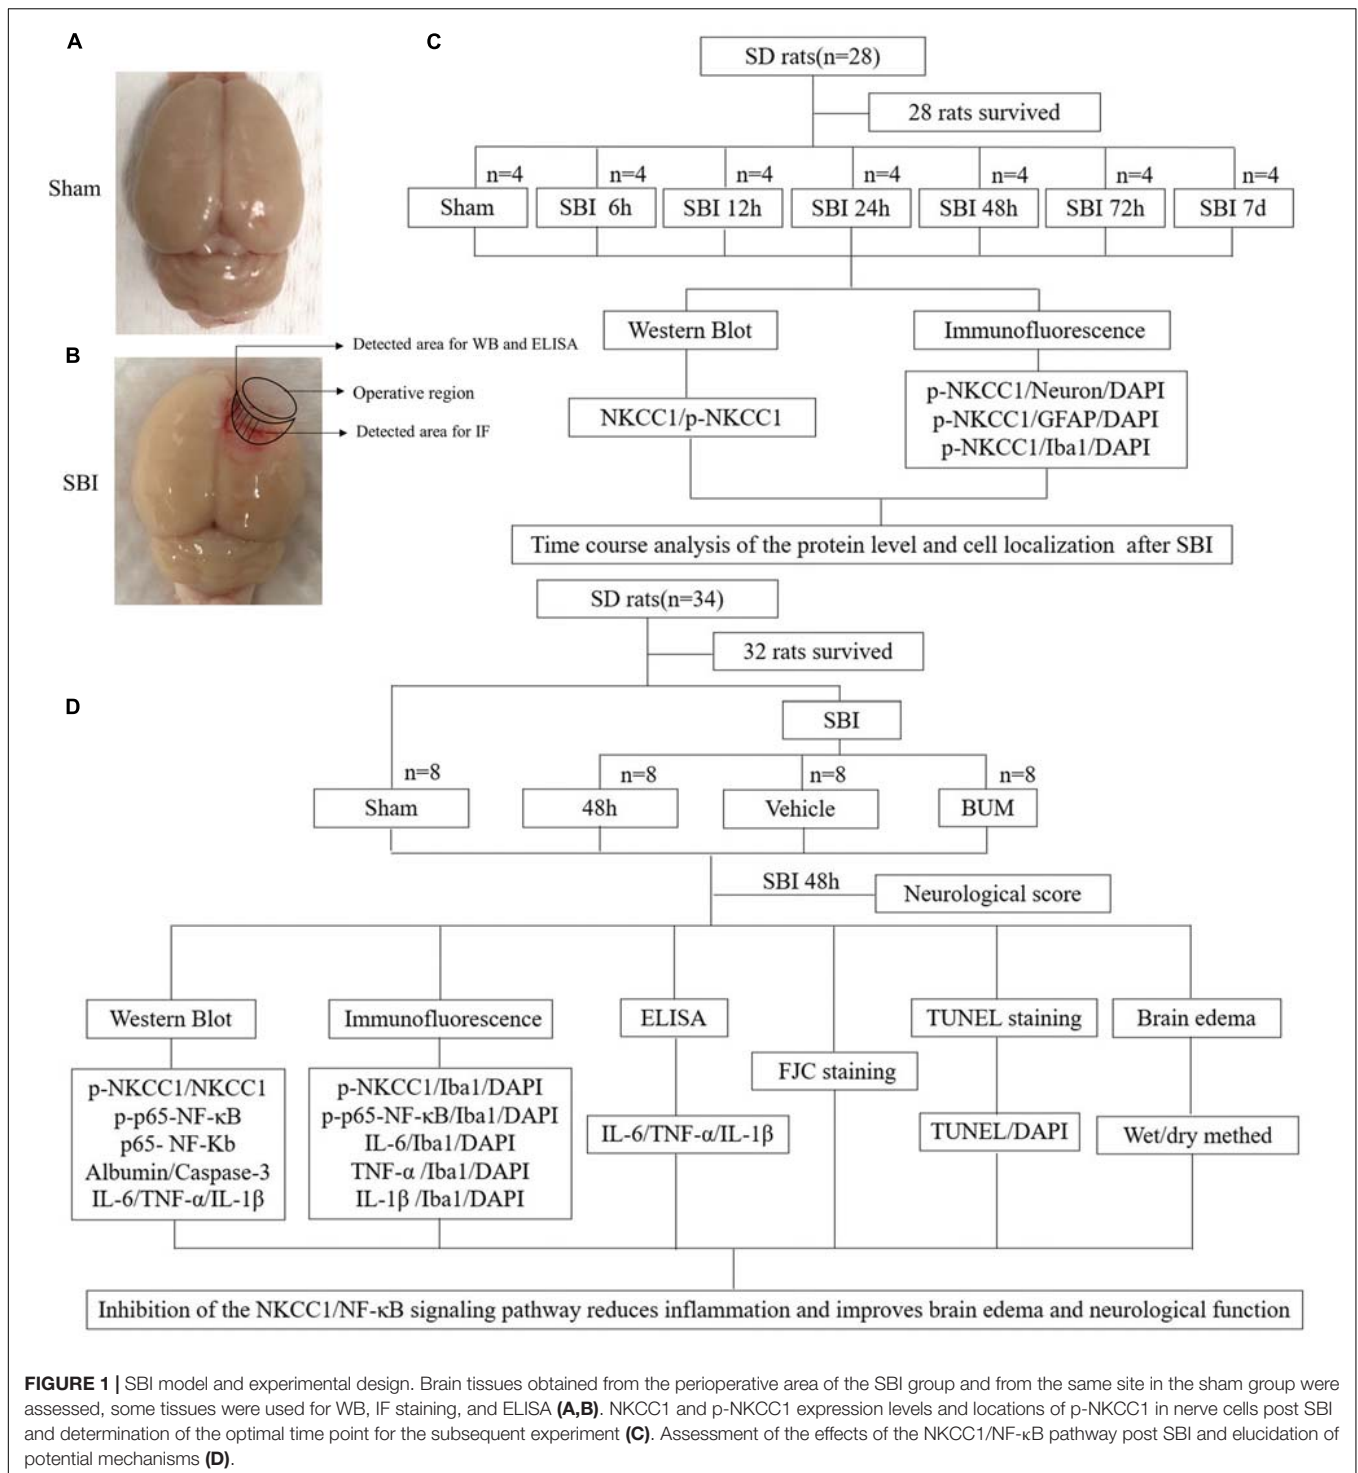 A
Sham
B
SBI
Detected area for WB and ELISA
Operative region
Detected area for IF
C
SD rats(n=28)
28 rats survived
n=4 n=4 n=4 n=4 n=4 n=4 n=4
Sham SBI 6h SBI 12h SBI 24h SBI 48h SBI 72h SBI 7d
Western Blot Immunofluorescence
NKCC1/p-NKCC1
p-NKCC1/Neuron/DAPI
p-NKCC1/GFAP/DAPI
p-NKCC1/Iba1/DAPI
Time course analysis of the protein level and cell localization after SBI
D
SD rats(n=34)
32 rats survived
SBI
n=8 n=8 n=8 n=8
Sham 48h Vehicle BUM
SBI 48h
Neurological score
Western Blot
p-NKCC1/NKCC1
p-p65-NF-κB
p65- NF-Kb
Albumin/Caspase-3
IL-6/TNF-α/IL-1β
Immunofluorescence
p-NKCC1/Iba1/DAPI
p-p65-NF-κB/Iba1/DAPI
IL-6/Iba1/DAPI
TNF-α /Iba1/DAPI
IL-1β /Iba1/DAPI
ELISA
IL-6/TNF-α/IL-1β
FJC staining
TUNEL staining
TUNEL/DAPI
Brain edema
Wet/dry methed
Inhibition of the NKCC1/NF-κB signaling pathway reduces inflammation and improves brain edema and neurological function
FIGURE 1 | SBI model and experimental design. Brain tissues obtained from the perioperative area of the SBI group and from the same site in the sham group were
assessed, some tissues were used for WB, IF staining, and ELISA (A,B). NKCC1 and p-NKCC1 expression levels and locations of p-NKCC1 in nerve cells post SBI
and determination of the optimal time point for the subsequent experiment (C). Assessment of the effects of the NKCC1/NF-κB pathway post SBI and elucidation of
potential mechanisms (D).